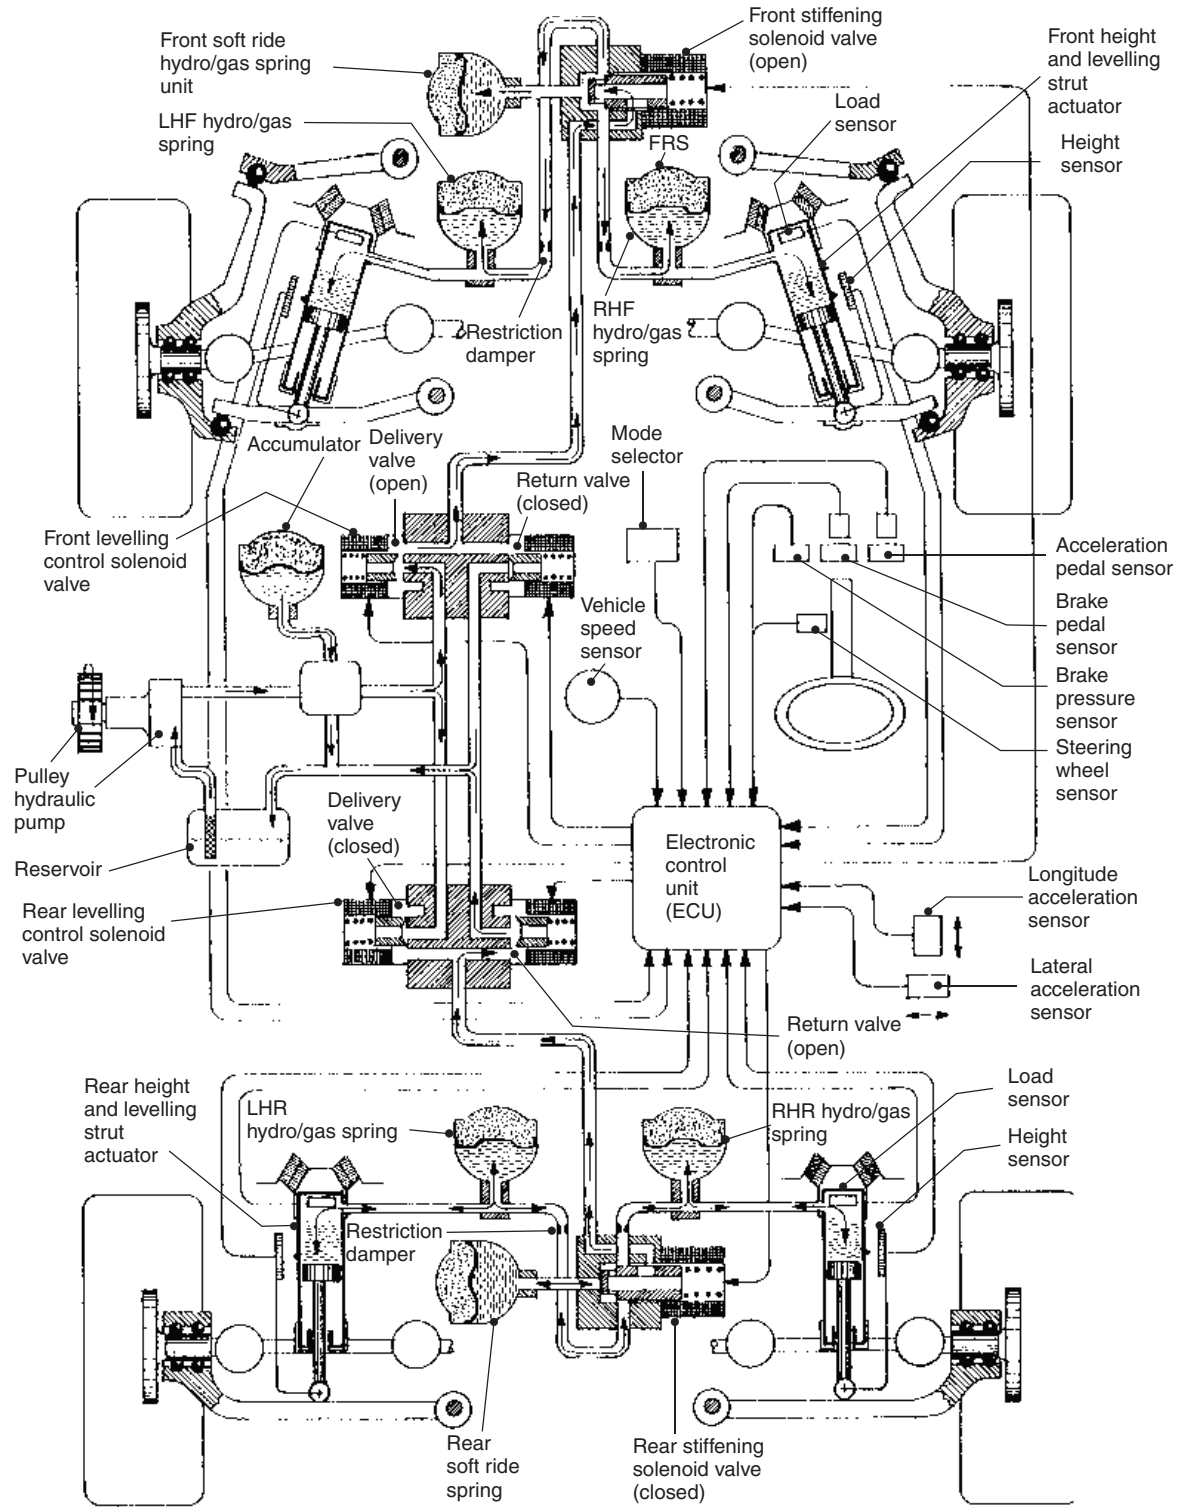 Front stiffening
solenoid valve
(open)
Front soft ride
hydro/gas spring
unit
Front height
and levelling
strut
actuator
Load
sensor
LHF hydro/gas
spring
FRS
Height
sensor
Restriction
damper
RHF
hydro/gas
spring
Accumulator
Delivery
valve
(open)
Mode
selector
Return valve
(closed)
Front levelling
control solenoid
valve
Acceleration
pedal sensor
Vehicle
speed
sensor
Brake
pedal
sensor
Brake
pressure
sensor
Steering
wheel
sensor
Pulley
hydraulic
pump
Delivery
valve
(closed)
Reservoir
Electronic
control
unit
(ECU)
Longitude
acceleration
sensor
Rear levelling
control solenoid
valve
Lateral
acceleration
sensor
Return valve
(open)
Rear height
and levelling
strut
actuator
LHR
hydro/gas spring
RHR hydro/gas
spring
Load
sensor
Height
sensor
Restriction
damper
Rear
soft ride
spring
Rear stiffening
solenoid valve
(closed)